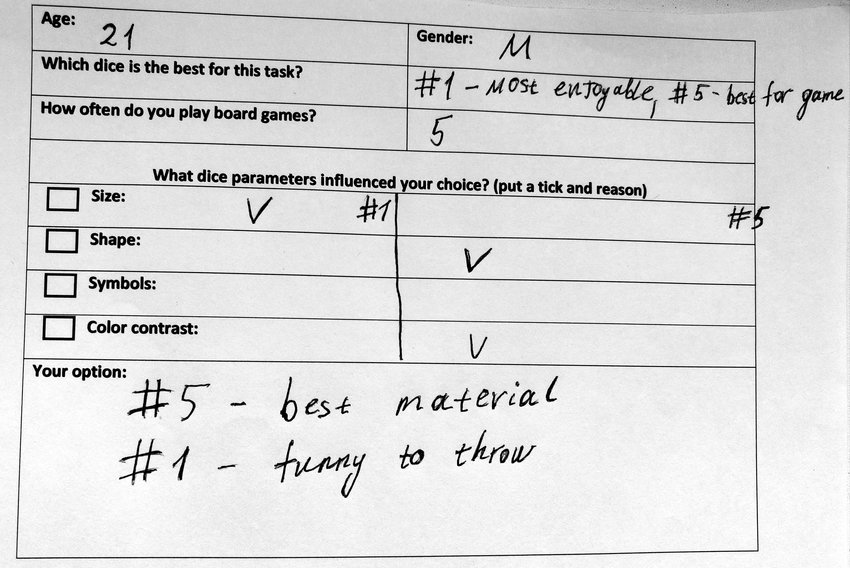 Age: 21
Gender: M
Which dice is the best for this task? #1 - Most enjoyable, #5 - best for game
How often do you play board games? 5
What dice parameters influenced your choice? (put a tick and reason)
Size: V #1 #5
Shape: V
Symbols:
Color contrast: V
Your option:
#5 - best material
#1 - funny to throw